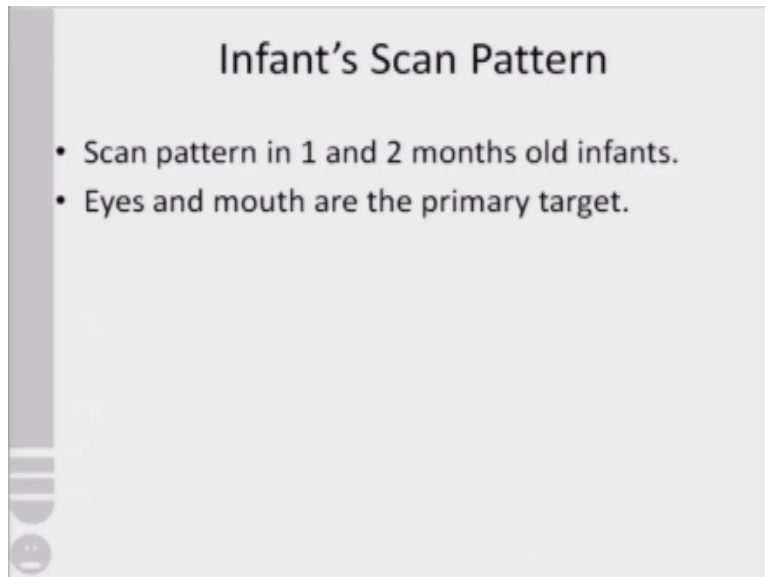 Infant's Scan Pattern
• Scan pattern in 1 and 2 months old infants.
• Eyes and mouth are the primary target.